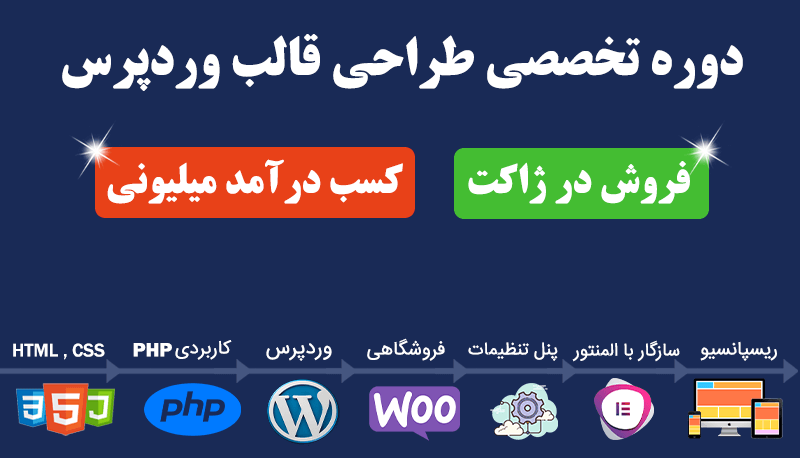 دوره تخصصی طراحی قالب وردپرس
فروش در ژاکت
کسب درآمد میلیونی
HTML , CSS
PHP کاربردی
وردپرس
فروشگاهی
پنل تنظیمات
سازگار با المنتور
ریسپانسیو
php
W
WOO